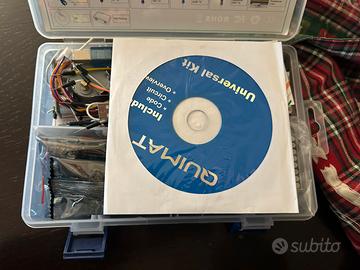 QUIMAT
Universal Kit
Includ
* Code
* Circuit
* Overview
subito